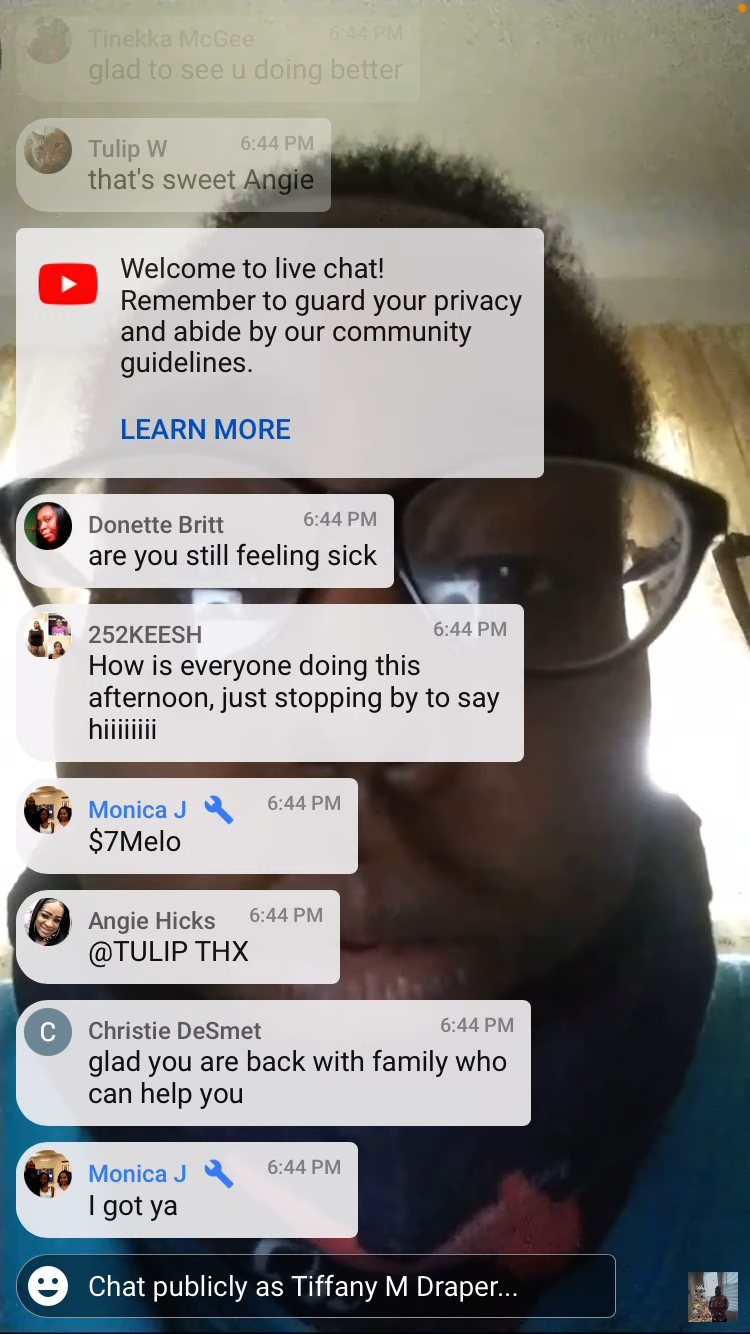 Tinekka McGee 6:44 PM
glad to see u doing better
Tulip W 6:44 PM
that's sweet Angie
Welcome to live chat!
Remember to guard your privacy
and abide by our community
guidelines.
LEARN MORE
Donette Britt 6:44 PM
are you still feeling sick
252KEESH 6:44 PM
How is everyone doing this
afternoon, just stopping by to say
hiiiiiiii
Monica J 6:44 PM
$7Melo
Angie Hicks 6:44 PM
@TULIP THX
C
Christie DeSmet 6:44 PM
glad you are back with family who
can help you
Monica J 6:44 PM
I got ya
Chat publicly as Tiffany M Draper...